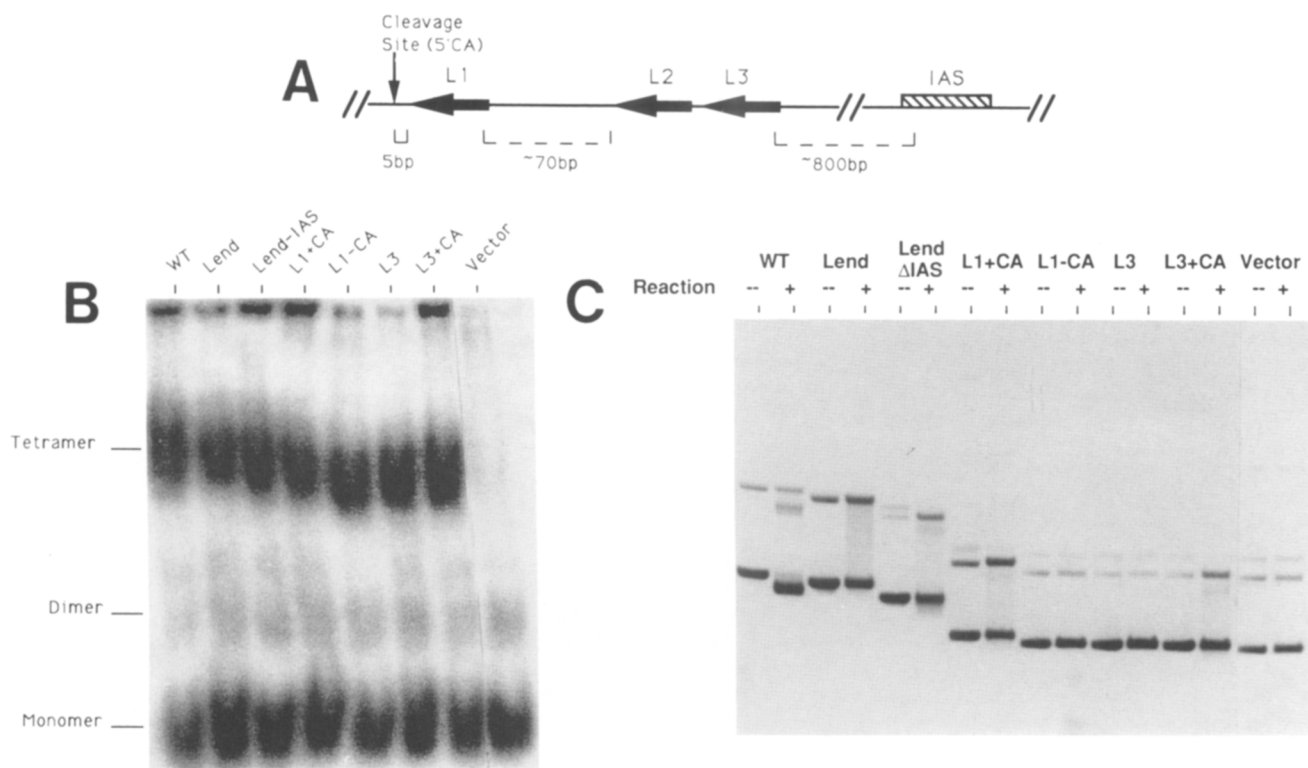 A
Cleavage
Site (5'CA)
L1
L2
L3
IAS
5bp
~70bp
~800bp
B
WT
Lend
Lend-IAS
L1+CA
L1-CA
L3
L3+CA
Vector
Tetramer
Dimer
Monomer
C
WT
Lend
Lend
ΔIAS
L1+CA
L1-CA
L3
L3+CA
Vector
Reaction
-- + -- + -- + -- + -- + -- + -- + -- +